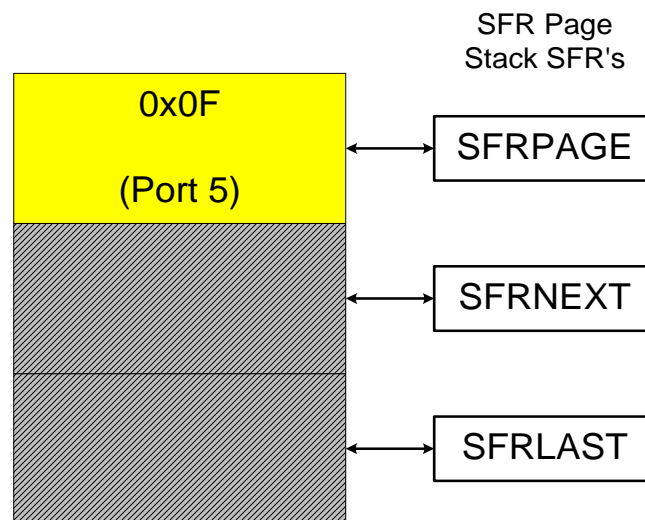 SFR Page
Stack SFR's
0x0F
(Port 5)
SFRPAGE
SFRNEXT
SFRLAST